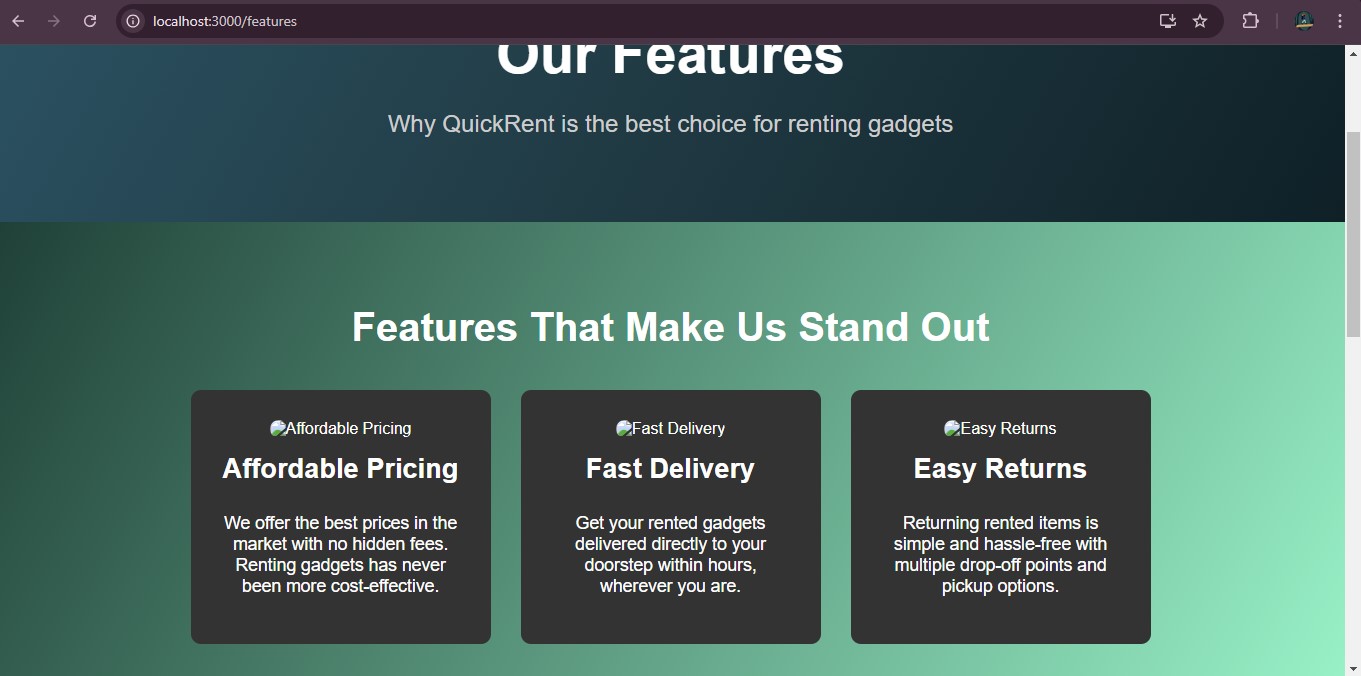 localhost:3000/features
Our Features
Why QuickRent is the best choice for renting gadgets
Features That Make Us Stand Out
Affordable Pricing
Affordable Pricing
We offer the best prices in the
market with no hidden fees.
Renting gadgets has never
been more cost-effective.
Fast Delivery
Fast Delivery
Get your rented gadgets
delivered directly to your
doorstep within hours,
wherever you are.
Easy Returns
Easy Returns
Returning rented items is
simple and hassle-free with
multiple drop-off points and
pickup options.